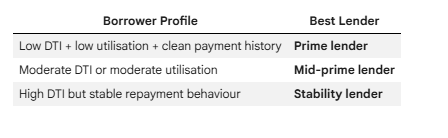 Borrower Profile Best Lender
Low DTI + low utilisation + clean payment history Prime lender
Moderate DTI or moderate utilisation Mid-prime lender
High DTI but stable repayment behaviour Stability lender